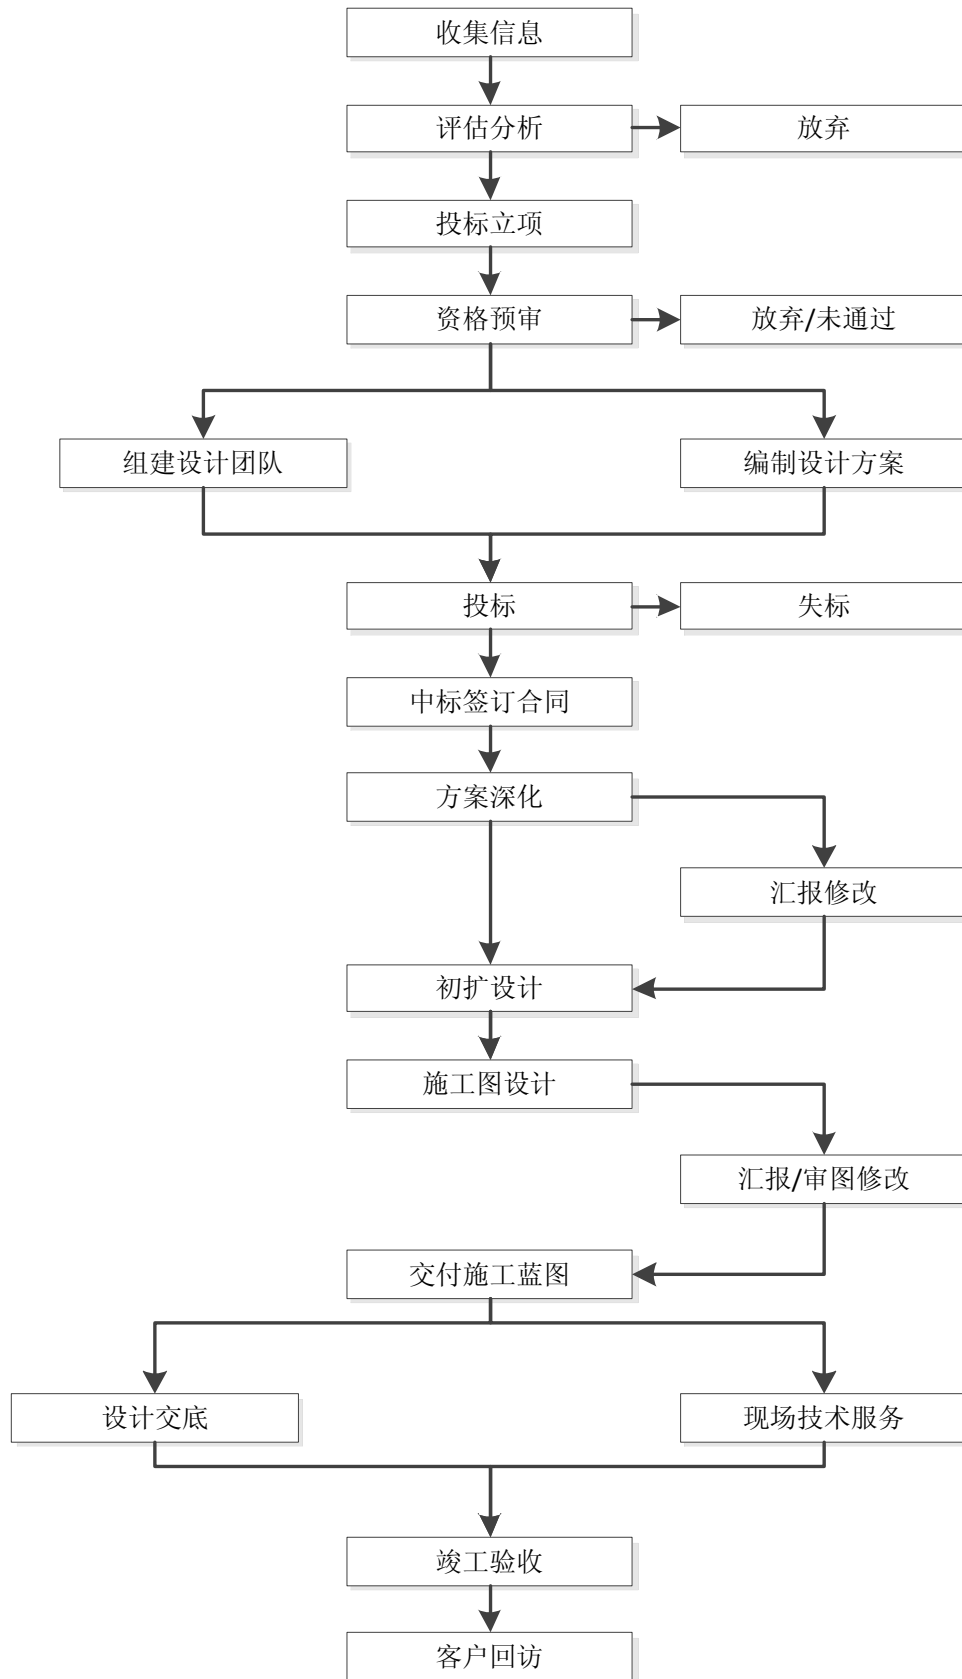 收集信息
评估分析
放弃
投标立项
资格预审
放弃/未通过
组建设计团队
编制设计方案
投标
失标
中标签订合同
方案深化
汇报修改
初扩设计
施工图设计
汇报/审图修改
交付施工蓝图
设计交底
现场技术服务
竣工验收
客户回访